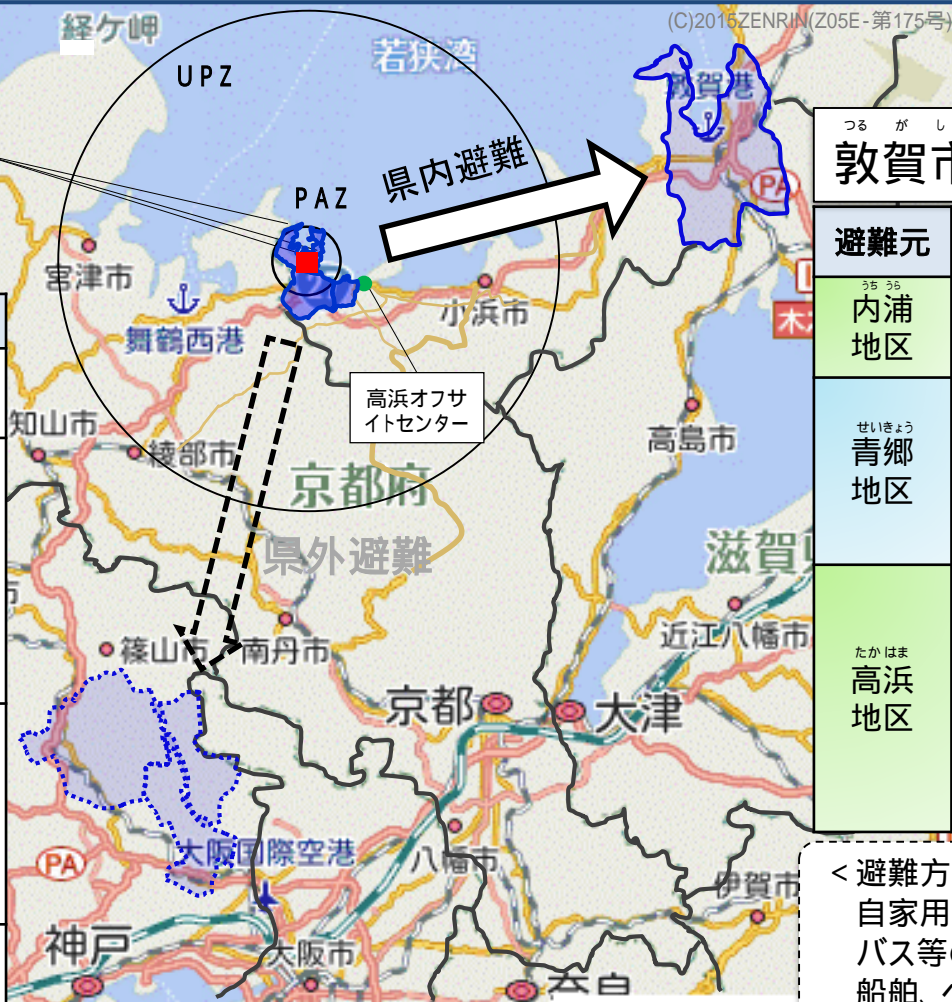 (C)2015ZENRIN(Z05E-第175号)
経ケ岬
UPZ
若狭湾
敦賀港
つる が し
敦賀市
県内避難
PAZ
PA
避難元
宮津市
小浜市
舞鶴西港
うち うら
内浦
地区
高浜オフサ
イトセンター
知山市
綾部市
高島市
せいきょう
青郷
地区
京都府
県外避難
滋賀県
篠山市
南丹市
近江八幡市
たか はま
高浜
地区
京都
大津
大阪国際空港
八幡市
PA
伊賀市
神戸
大阪市
<避難方
自家用
バス等の
船舶、